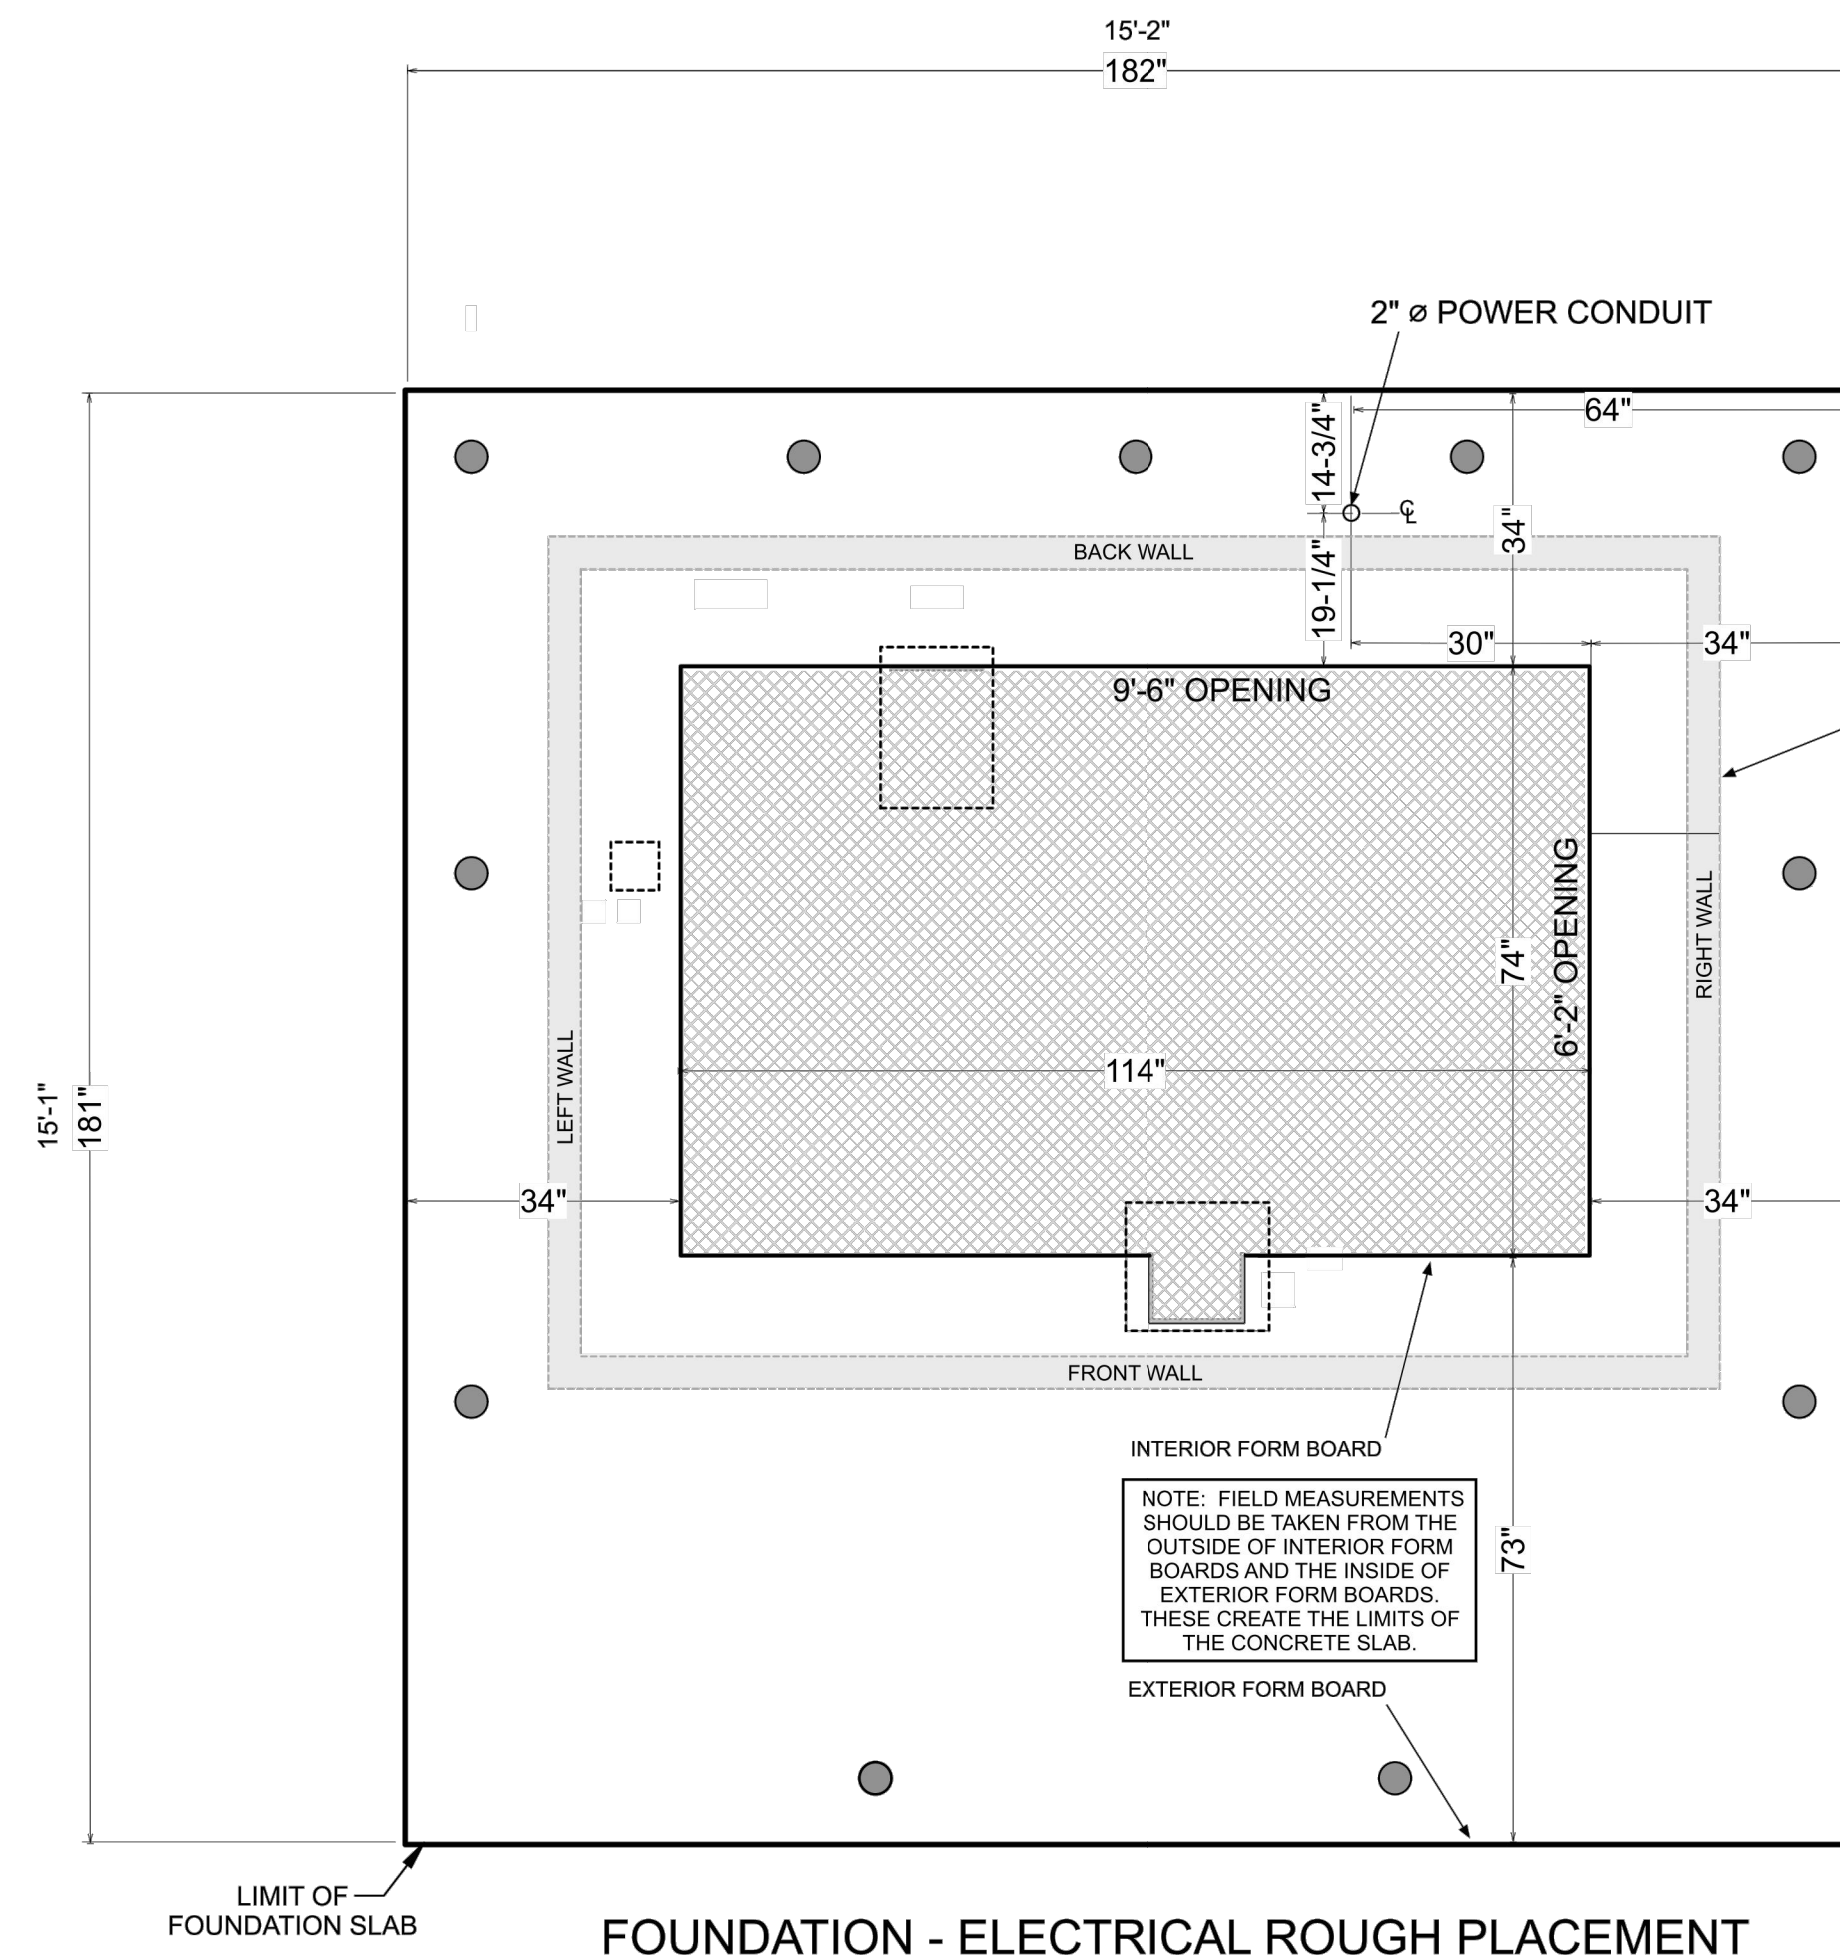 15'-2"
182"
2" ⌀ POWER CONDUIT
64"
14-3/4"
℄
34"
BACK WALL
19-1/4"
30"
34"
9'-6" OPENING
6'-2" OPENING
RIGHT WALL
74"
114"
LEFT WALL
15'-1"
181"
34"
34"
FRONT WALL
INTERIOR FORM BOARD
NOTE: FIELD MEASUREMENTS
SHOULD BE TAKEN FROM THE
OUTSIDE OF INTERIOR FORM
BOARDS AND THE INSIDE OF
EXTERIOR FORM BOARDS.
THESE CREATE THE LIMITS OF
THE CONCRETE SLAB.
73"
EXTERIOR FORM BOARD
LIMIT OF
FOUNDATION SLAB
FOUNDATION - ELECTRICAL ROUGH PLACEMENT